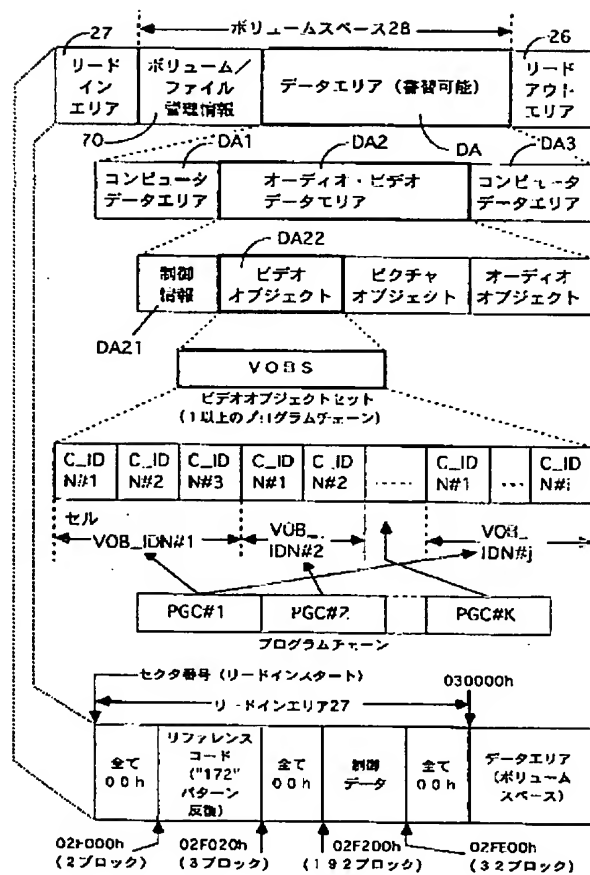 27
ボリュームスペース28
26
リード
イン
エリア
ボリューム/
ファイル
管理情報
データエリア (書替可能)
リード
アウト
エリア
70
DA1
DA2
DA
DA3
コンピュータ
データエリア
オーディオ・ビデオ
データエリア
コンピュータ
データエリア
DA22
制御
情報
ビデオ
オブジェクト
ピクチャ
オブジェクト
オーディオ
オブジェクト
DA21
VOBS
ビデオオブジェクトセット
(1以上のプログラムチェーン)
C_ID
N#1
C_ID
N#2
C_ID
N#3
C_ID
N#1
C_ID
N#2
……
C_ID
N#1
…
C_ID
N#i
セル
VOB_IDN#1
VOB_
IDN#2
VOB_
IDN#j
PGC#1
PGC#2
PGC#K
プログラムチェーン
セクタ番号 (リードインスタート)
030000h
リードインエリア27
全て
00h
リファレンス
コード
("172"
パターン
反復)
全て
00h
制御
データ
全て
00h
データエリア
(ボリューム
スペース)
02F000h
(2ブロック)
02F020h
(3ブロック)
02F200h
(192ブロック)
02FE00h
(32ブロック)